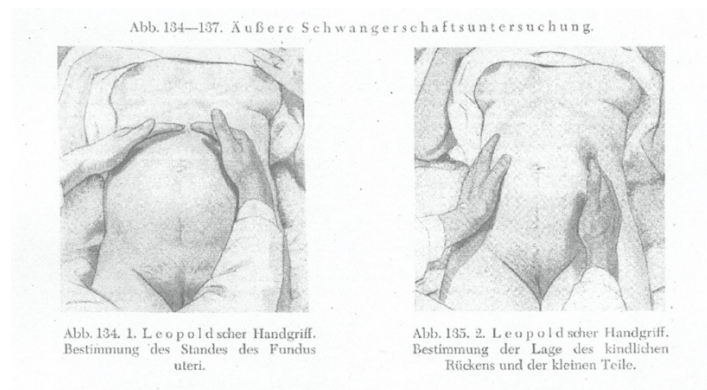 Abb. 134—137. Äußere Schwangerschaftsuntersuchung.
Abb. 134. 1. Leopoldscher Handgriff.
Bestimmung des Standes des Fundus
uteri.
Abb. 135. 2. Leopoldscher Handgriff.
Bestimmung der Lage des kindlichen
Rückens und der kleinen Teile.